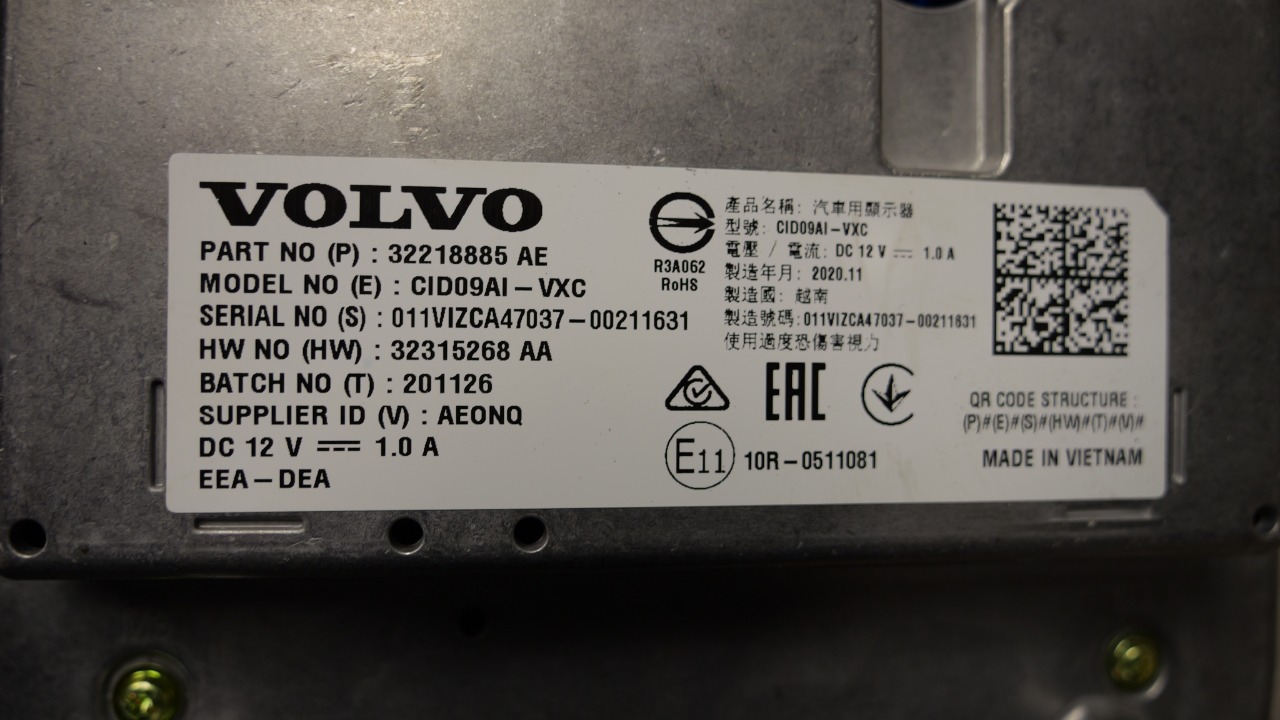 VOLVO
PART NO (P) : 32218885 AE
MODEL NO (E) : CID09AI-VXC
SERIAL NO (S) : 011VIZCA47037-00211631
HW NO (HW) : 32315268 AA
BATCH NO (T) : 201126
SUPPLIER ID (V) : AEONQ
DC 12 V ⎓ 1.0 A
EEA-DEA
R3A062
RoHS
產品名稱: 汽車用顯示器
型號: CID09AI-VXC
電壓 / 電流: DC 12 V ⎓ 1.0 A
製造年月: 2020.11
製造國: 越南
製造號碼: 011VIZCA47037-00211631
使用過度恐傷害視力
EAC
E11 10R-0511081
QR CODE STRUCTURE :
(P)#(E)#(S)#(HW)#(T)#(V)#
MADE IN VIETNAM